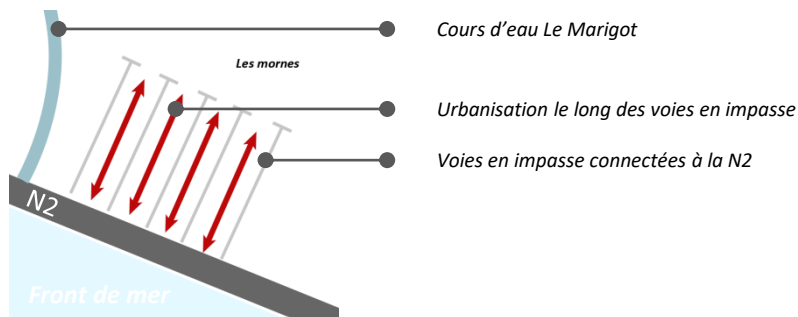 Cours d'eau Le Marigot
Les mornes
Urbanisation le long des voies en impasse
Voies en impasse connectées à la N2
N2
Front de mer